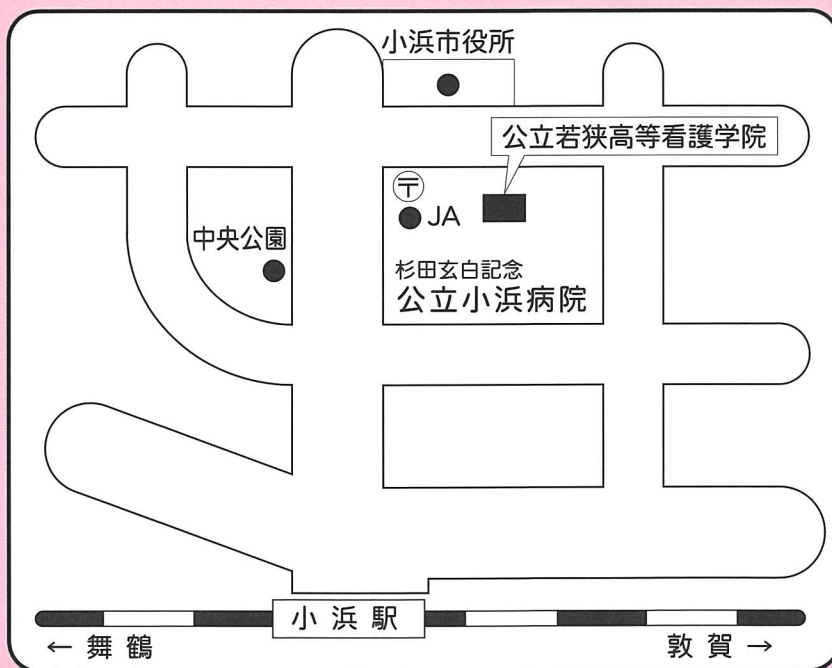 小浜市役所
公立若狭高等看護学院
〒
JA
中央公園
杉田玄白記念
公立小浜病院
小浜駅
← 舞鶴
敦賀 →